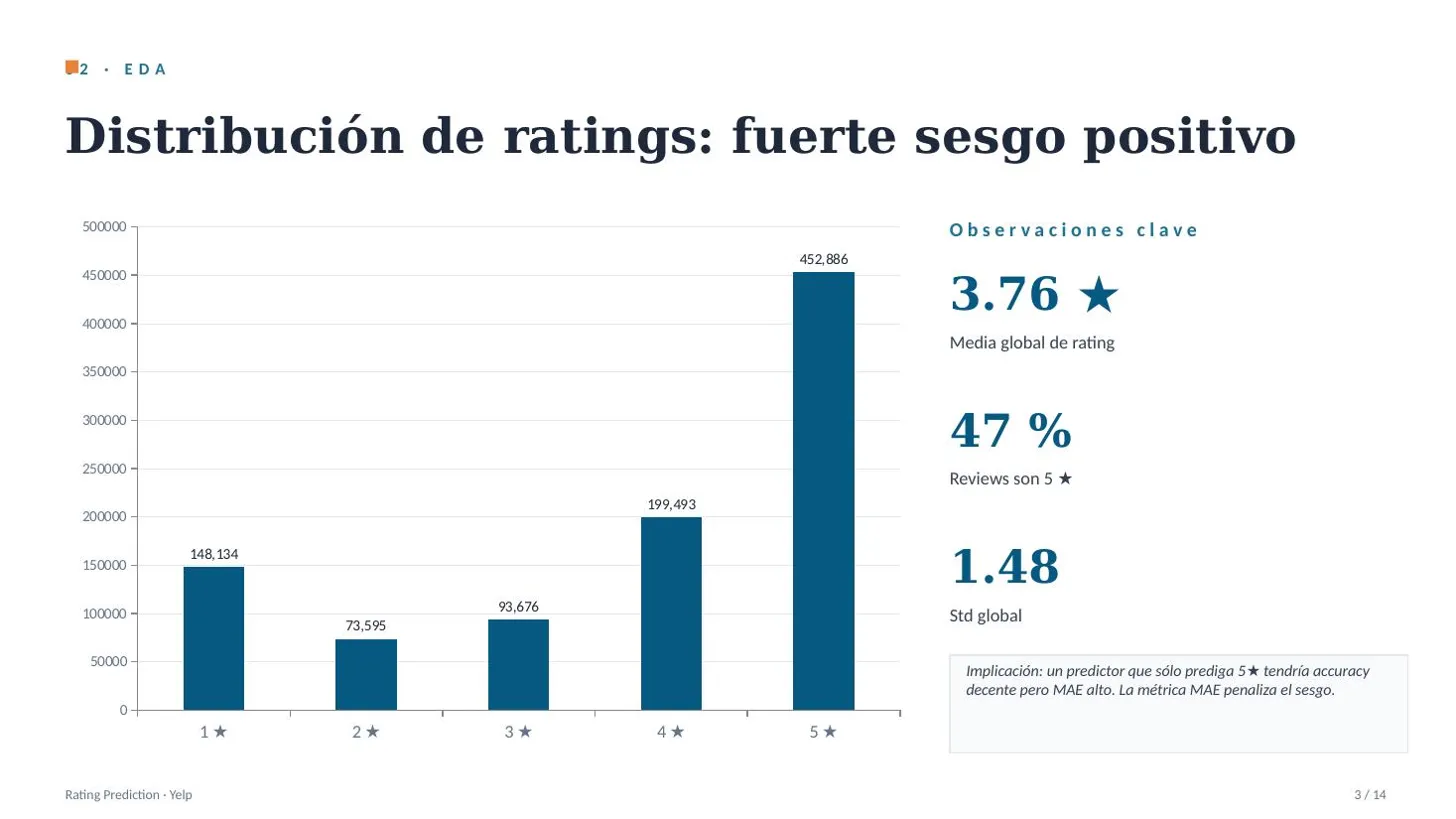 2 · EDA
Distribución de ratings: fuerte sesgo positivo
500000
450000
400000
350000
300000
250000
200000
150000
100000
50000
0
148,134
73,595
93,676
199,493
452,886
1 ★
2 ★
3 ★
4 ★
5 ★
Observaciones clave
3.76 ★
Media global de rating
47 %
Reviews son 5 ★
1.48
Std global
Implicación: un predictor que sólo prediga 5★ tendría accuracy
decente pero MAE alto. La métrica MAE penaliza el sesgo.
Rating Prediction · Yelp
3 / 14